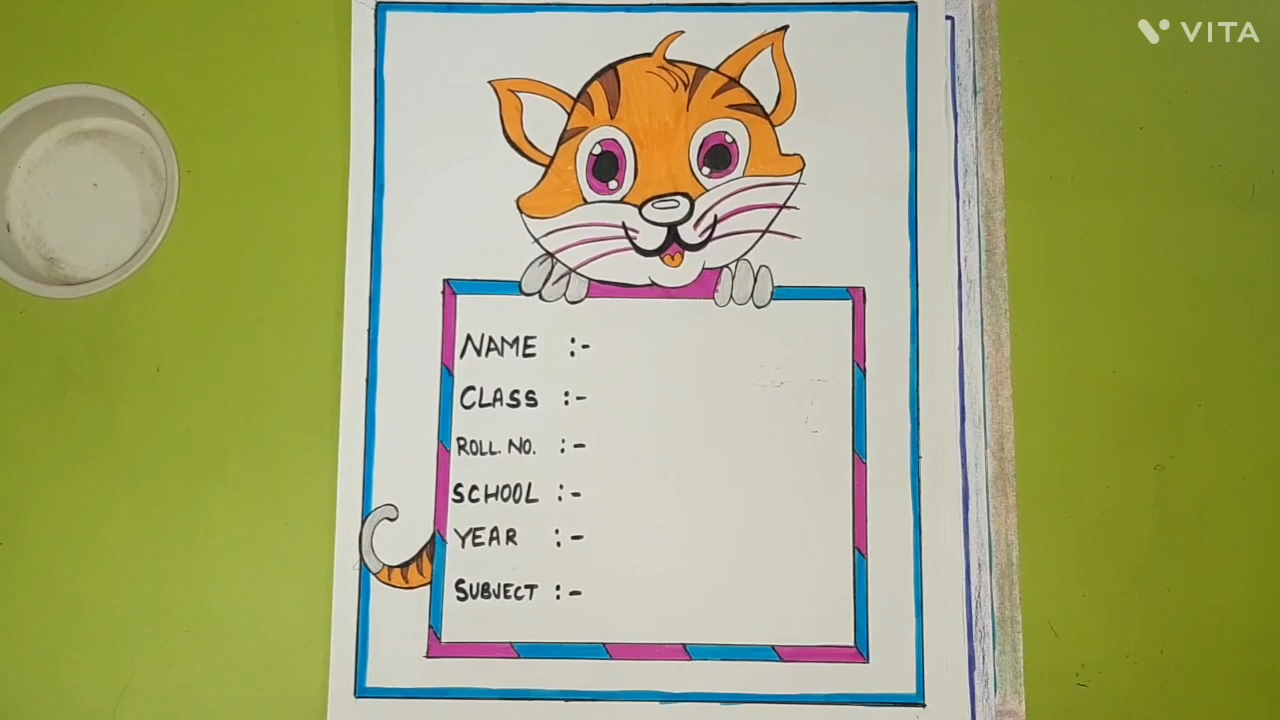 VITA
NAME :-
CLASS :-
ROLL. NO. :-
SCHOOL :-
YEAR :-
SUBJECT :-